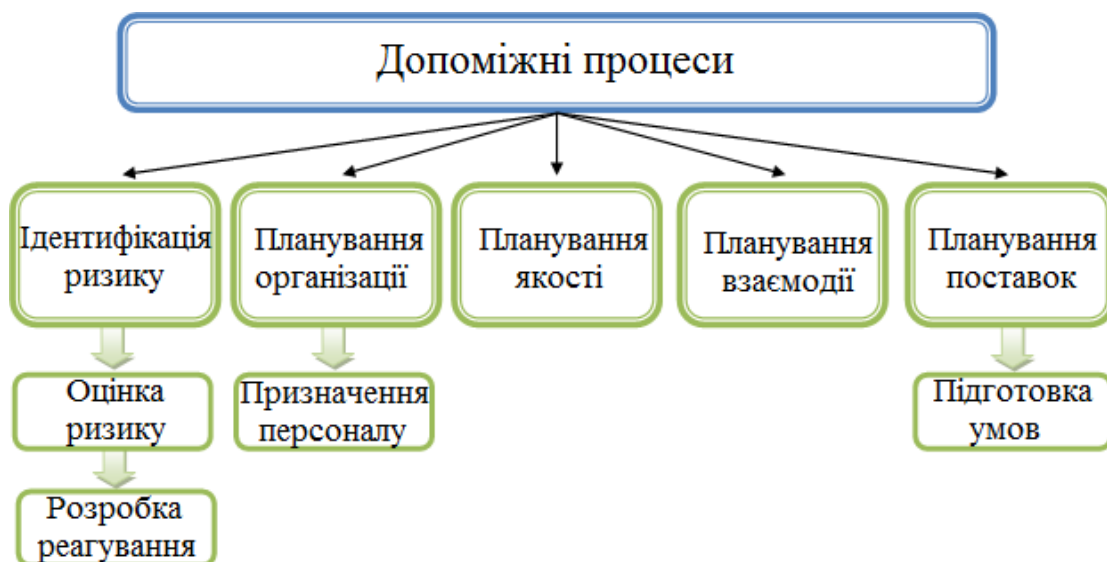 Допоміжні процеси
Ідентифікація
ризику
Планування
організації
Планування
якості
Планування
взаємодії
Планування
поставок
Оцінка
ризику
Призначення
персоналу
Підготовка
умов
Розробка
реагування